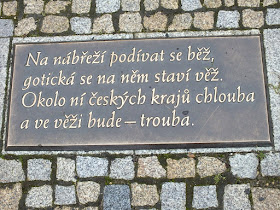 Na nábřeží podívat se běž,
gotická se na něm staví věž.
Okolo ní českých krajů chlouba
a ve věži bude – trouba.